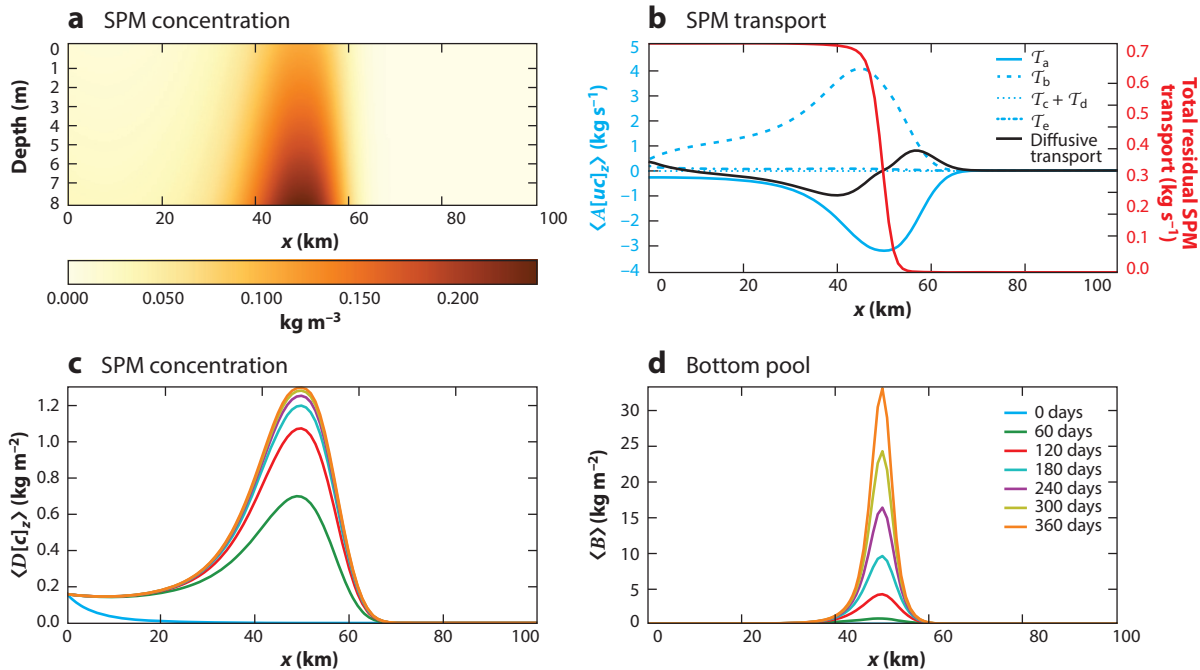 a SPM concentration
0
1
2
3
4
5
6
7
8
Depth (m)
0 20 40 60 80 100
x (km)
0.000 0.050 0.100 0.150 0.200
kg m⁻³
b SPM transport
5
4
3
2
1
0
−1
−2
−3
−4
⟨A[uc]z⟩ (kg s⁻¹)
𝒯a
𝒯b
𝒯c + 𝒯d
𝒯e
Diffusive
transport
0.7
0.6
0.5
0.4
0.3
0.2
0.1
0.0
Total residual SPM
transport (kg s⁻¹)
0 20 40 60 80 100
x (km)
c SPM concentration
1.2
1.0
0.8
0.6
0.4
0.2
0.0
⟨D[c]z⟩ (kg m⁻²)
0 20 40 60 80 100
x (km)
d Bottom pool
30
25
20
15
10
5
0
⟨B⟩ (kg m⁻²)
0 days
60 days
120 days
180 days
240 days
300 days
360 days
0 20 40 60 80 100
x (km)